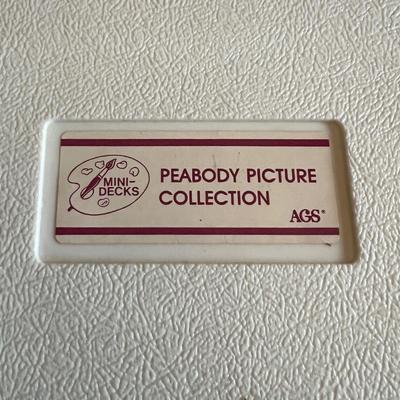 MINI-
DECKS
PEABODY PICTURE
COLLECTION
AGS®